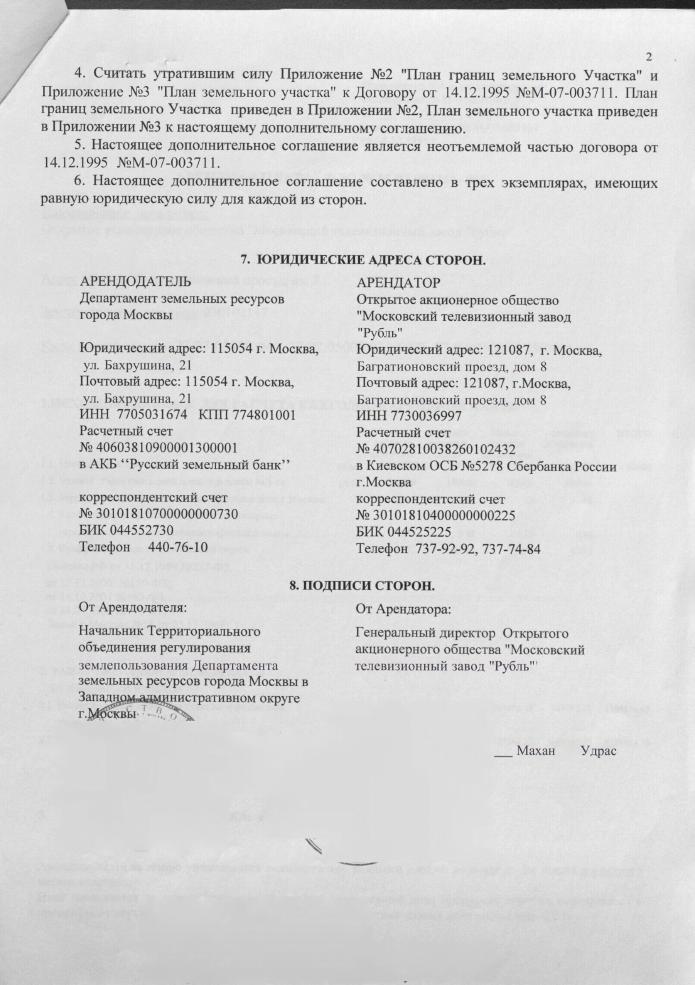 2
4. Считать утратившим силу Приложение №2 "План границ земельного Участка" и
Приложение №3 "План земельного участка" к Договору от 14.12.1995 №М-07-003711. План
границ земельного Участка приведен в Приложении №2, План земельного участка приведен
в Приложении №3 к настоящему дополнительному соглашению.
5. Настоящее дополнительное соглашение является неотъемлемой частью договора от
14.12.1995 №М-07-003711.
6. Настоящее дополнительное соглашение составлено в трех экземплярах, имеющих
равную юридическую силу для каждой из сторон.
7. ЮРИДИЧЕСКИЕ АДРЕСА СТОРОН.
АРЕНДОДАТЕЛЬ
Департамент земельных ресурсов
города Москвы
Юридический адрес: 115054 г. Москва,
ул. Бахрушина, 21
Почтовый адрес: 115054 г. Москва,
ул. Бахрушина, 21
ИНН 7705031674 КПП 774801001
Расчетный счет
№ 40603810900001300001
в АКБ ‘‘Русский земельный банк’’
корреспондентский счет
№ 30101810700000000730
БИК 044552730
Телефон 440-76-10
АРЕНДАТОР
Открытое акционерное общество
"Московский телевизионный завод
"Рубль"
Юридический адрес: 121087, г. Москва,
Багратионовский проезд, дом 8
Почтовый адрес: 121087, г.Москва,
Багратионовский проезд, дом 8
ИНН 7730036997
Расчетный счет
№ 40702810038260102432
в Киевском ОСБ №5278 Сбербанка России
г.Москва
корреспондентский счет
№ 30101810400000000225
БИК 044525225
Телефон 737-92-92, 737-74-84
8. ПОДПИСИ СТОРОН.
От Арендодателя:
Начальник Территориального
объединения регулирования
землепользования Департамента
земельных ресурсов города Москвы в
Западном административном округе
г.Москвы
От Арендатора:
Генеральный директор Открытого
акционерного общества "Московский
телевизионный завод "Рубль"
___ Махан Удрас